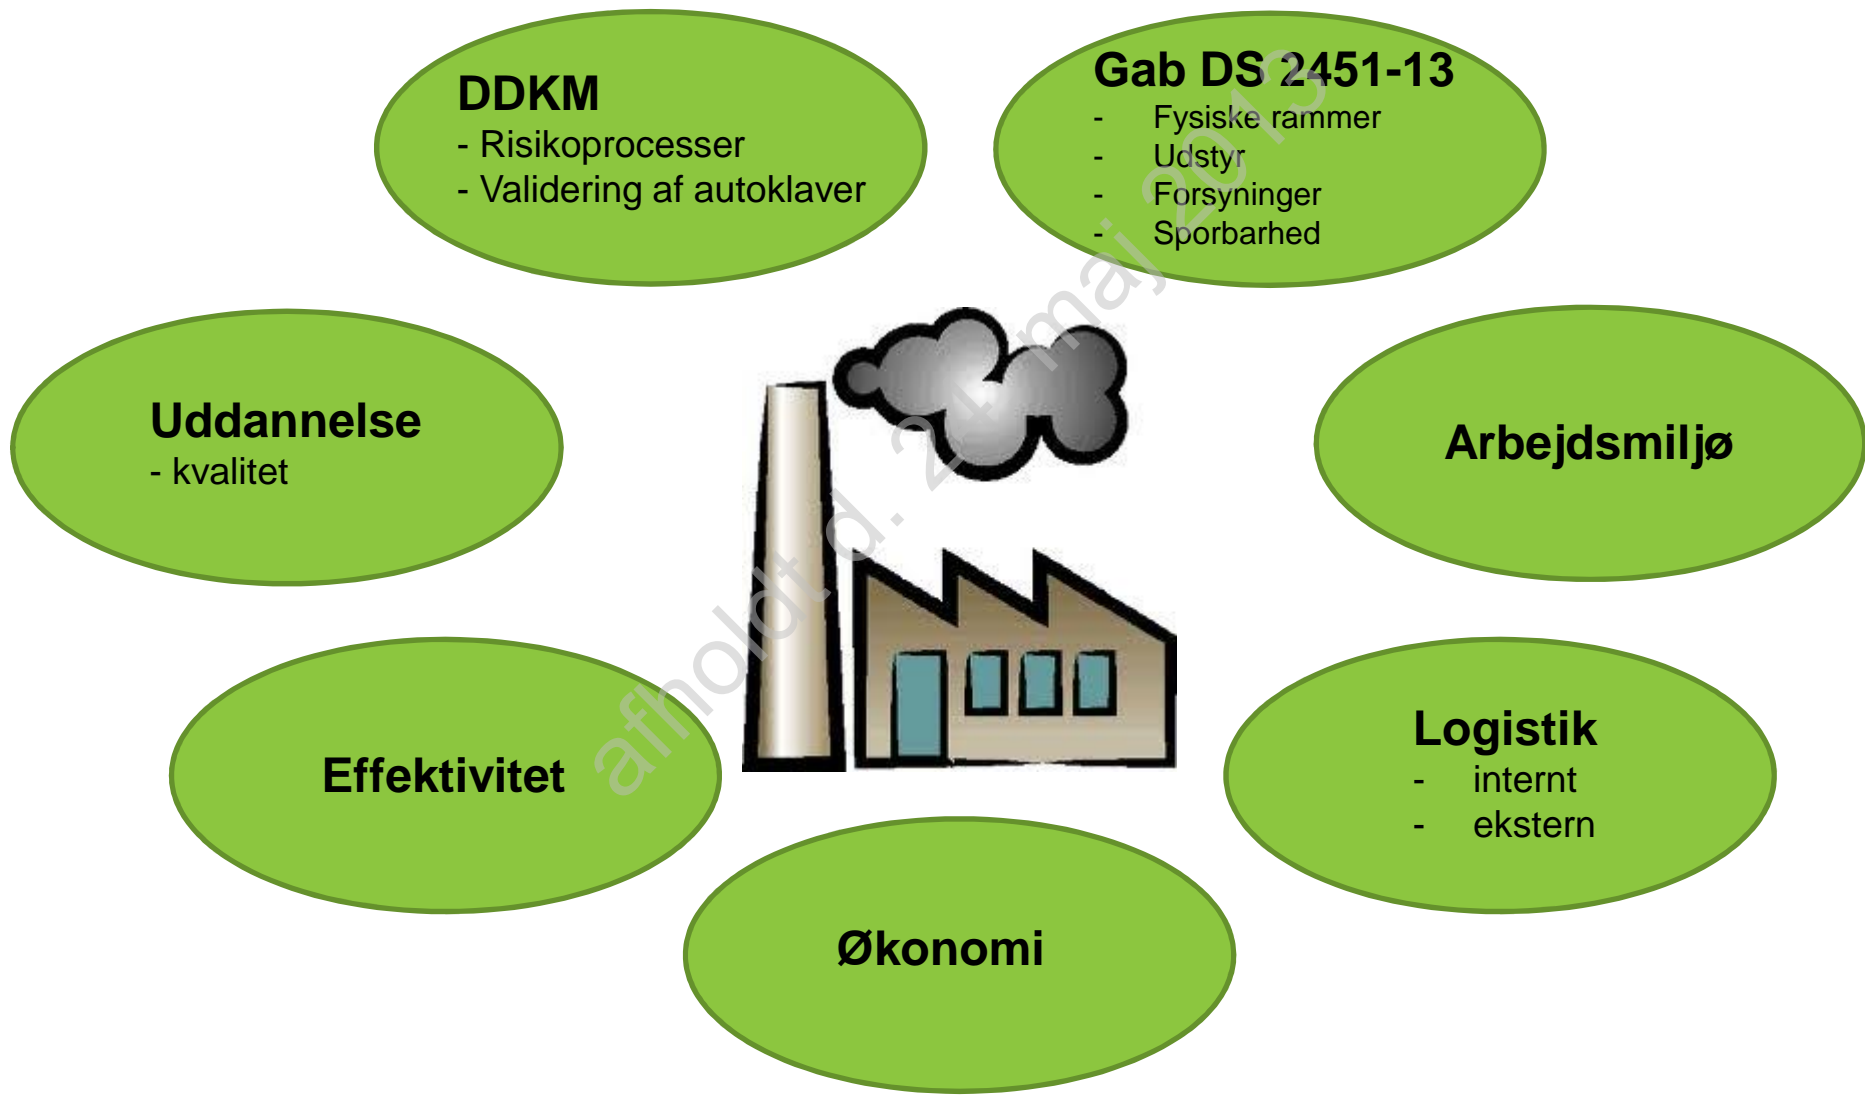 DDKM
- Risikoprocesser
- Validering af autoklaver
Gab DS 2451-13
- Fysiske rammer
- Udstyr
- Forsyninger
- Sporbarhed
Uddannelse
- kvalitet
Arbejdsmiljø
Effektivitet
Logistik
- internt
- ekstern
Økonomi
afholdt d. 24. maj 2013